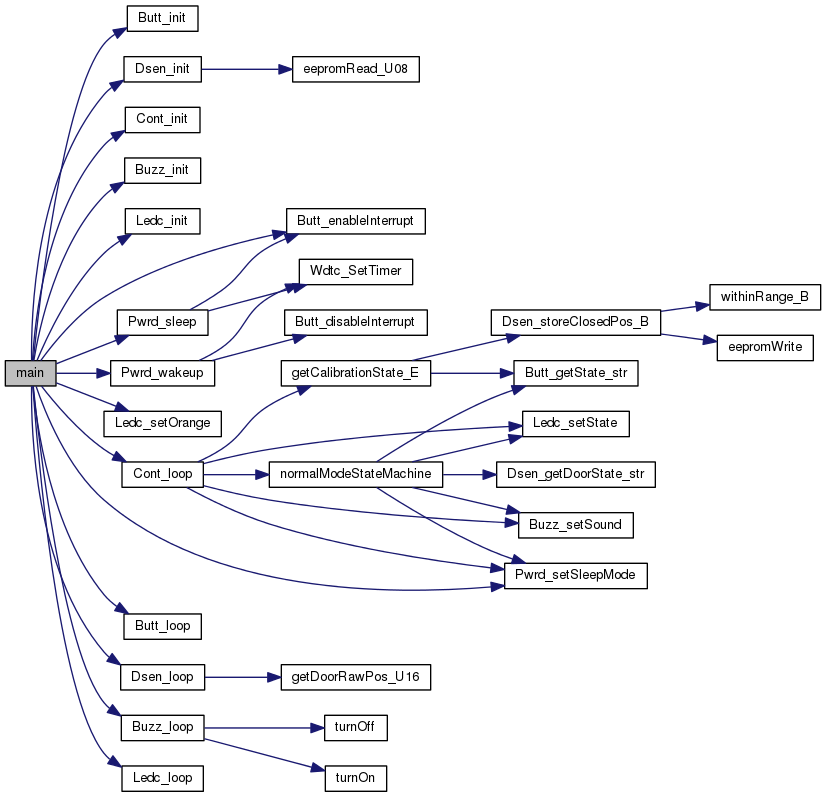 Butt_init
Dsen_init
eepromRead_U08
Cont_init
Buzz_init
Ledc_init
Butt_enableInterrupt
Wdtc_SetTimer
withinRange_B
Pwrd_sleep
Butt_disableInterrupt
Dsen_storeClosedPos_B
eepromWrite
main
Pwrd_wakeup
getCalibrationState_E
Butt_getState_str
Ledc_setOrange
Ledc_setState
Cont_loop
normalModeStateMachine
Dsen_getDoorState_str
Buzz_setSound
Pwrd_setSleepMode
Butt_loop
Dsen_loop
getDoorRawPos_U16
Buzz_loop
turnOff
Ledc_loop
turnOn